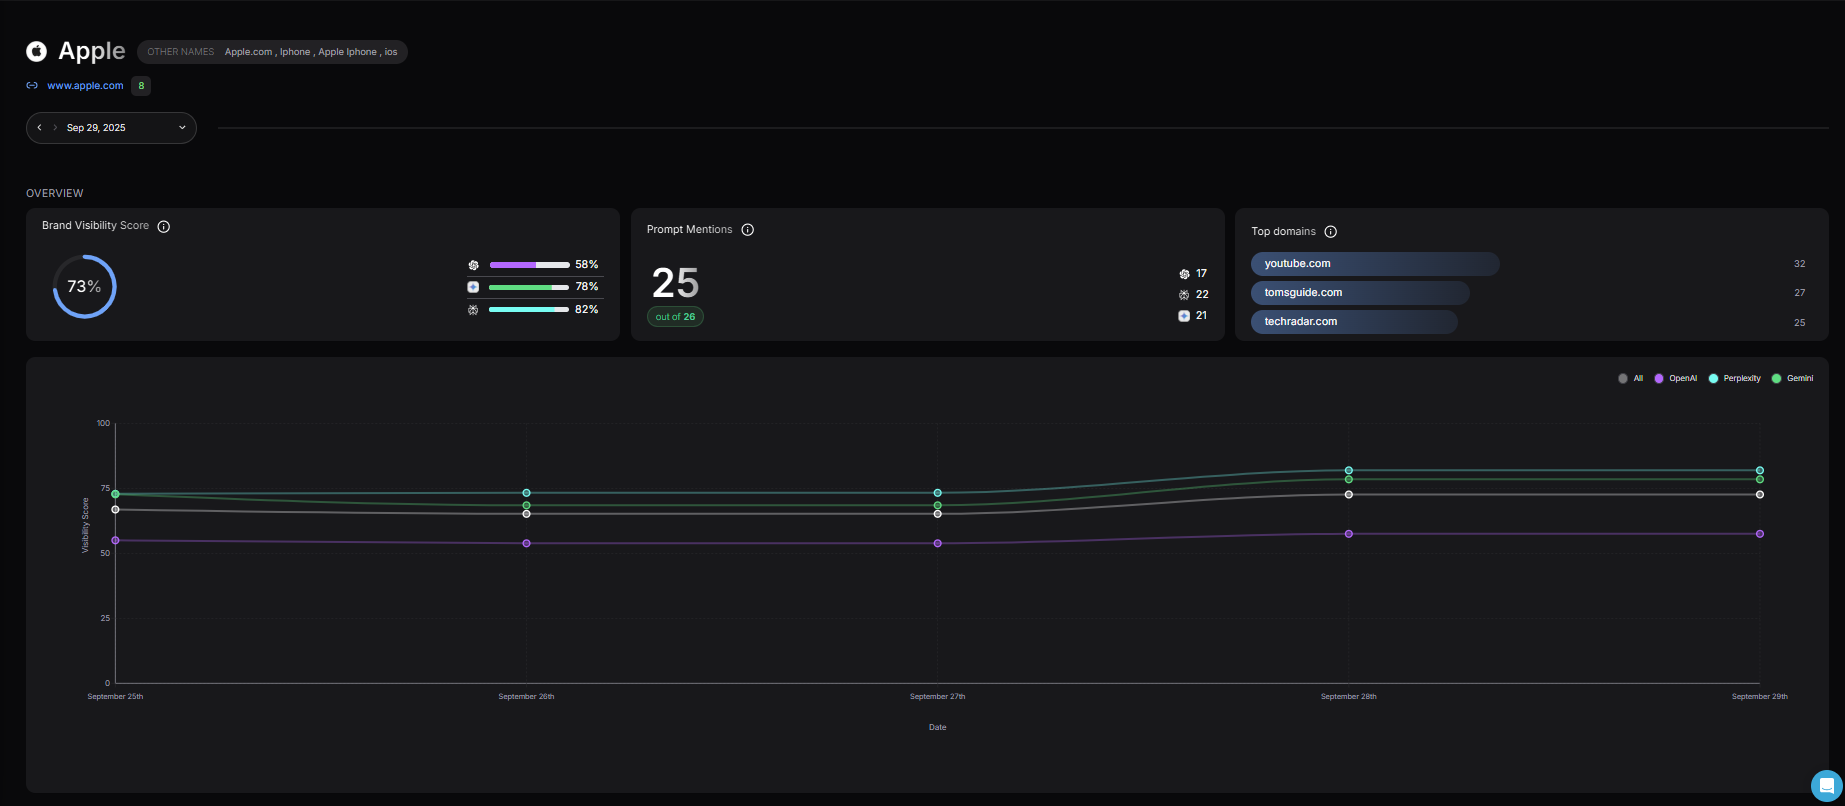 Apple
OTHER NAMES Apple.com , Iphone , Apple Iphone , ios
www.apple.com 8
Sep 29, 2025
OVERVIEW
Brand Visibility Score
73%
58%
78%
82%
Prompt Mentions
25
out of 26
17
22
21
Top domains
youtube.com 32
tomsguide.com 27
techradar.com 25
All OpenAI Perplexity Gemini
100
75
50
25
0
Visibility Score
September 25th September 26th September 27th September 28th September 29th
Date